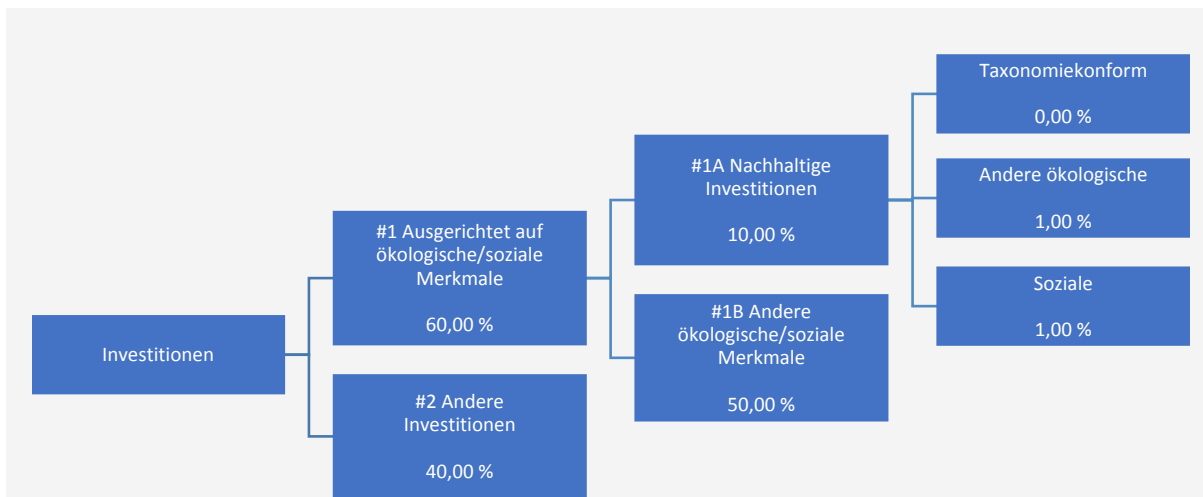 Investitionen
#1 Ausgerichtet auf
ökologische/soziale
Merkmale
60,00 %
#2 Andere
Investitionen
40,00 %
#1A Nachhaltige
Investitionen
10,00 %
#1B Andere
ökologische/soziale
Merkmale
50,00 %
Taxonomiekonform
0,00 %
Andere ökologische
1,00 %
Soziale
1,00 %